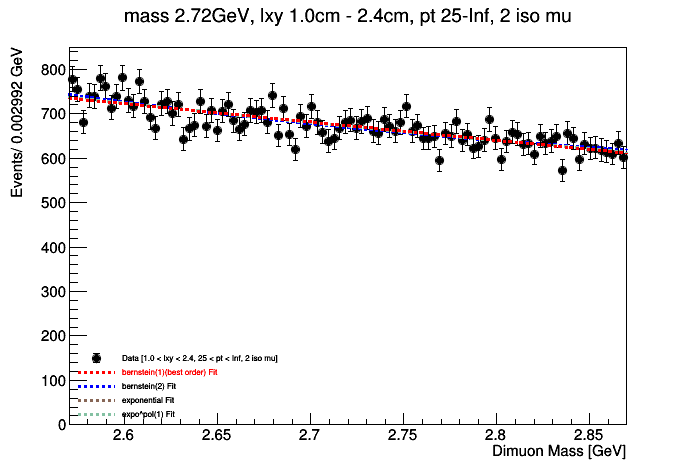 mass 2.72GeV, lxy 1.0cm - 2.4cm, pt 25-Inf, 2 iso mu
Events/ 0.002992 GeV
800
700
600
500
400
300
200
100
0
Data [1.0 < lxy < 2.4, 25 < pt < Inf, 2 iso mu]
bernstein(1)(best order) Fit
bernstein(2) Fit
exponential Fit
expo*pol(1) Fit
2.6 2.65 2.7 2.75 2.8 2.85
Dimuon Mass [GeV]